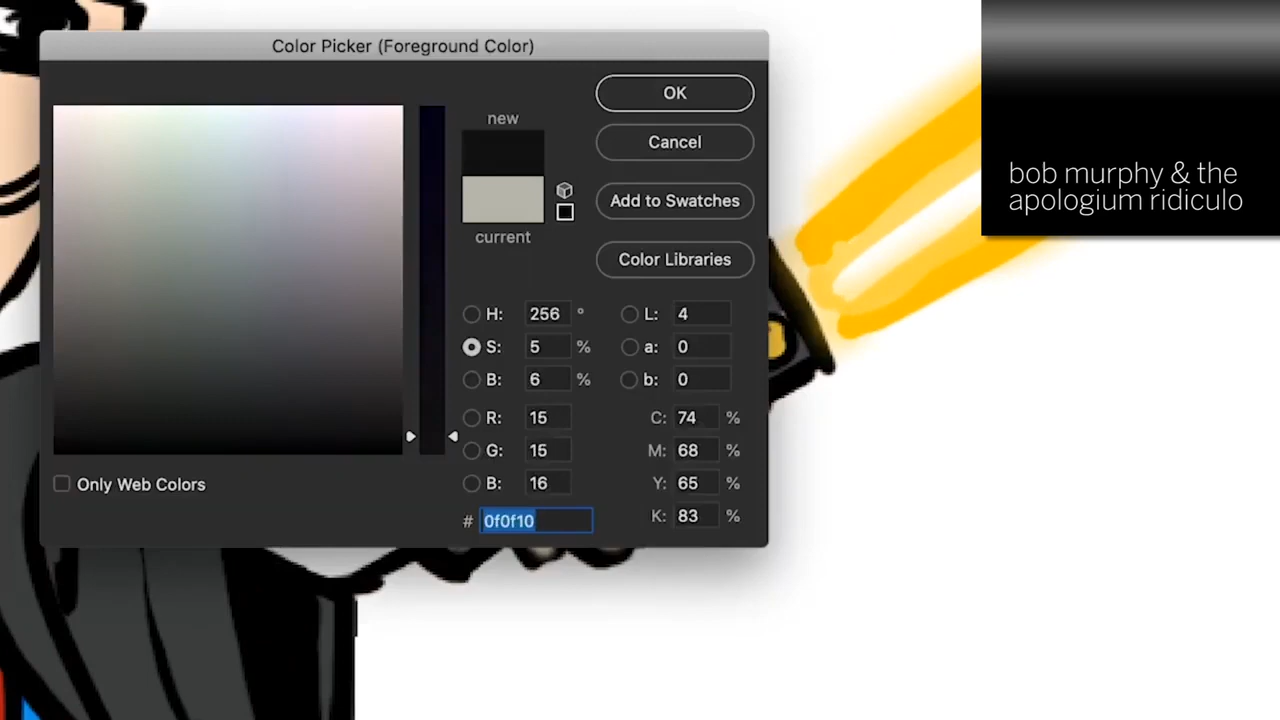 Color Picker (Foreground Color)
new
current
OK
Cancel
Add to Swatches
Color Libraries
H: 256 °
S: 5 %
B: 6 %
R: 15
G: 15
B: 16
# 0f0f10
L: 4
a: 0
b: 0
C: 74 %
M: 68 %
Y: 65 %
K: 83 %
Only Web Colors
bob murphy & the
apologium ridiculo